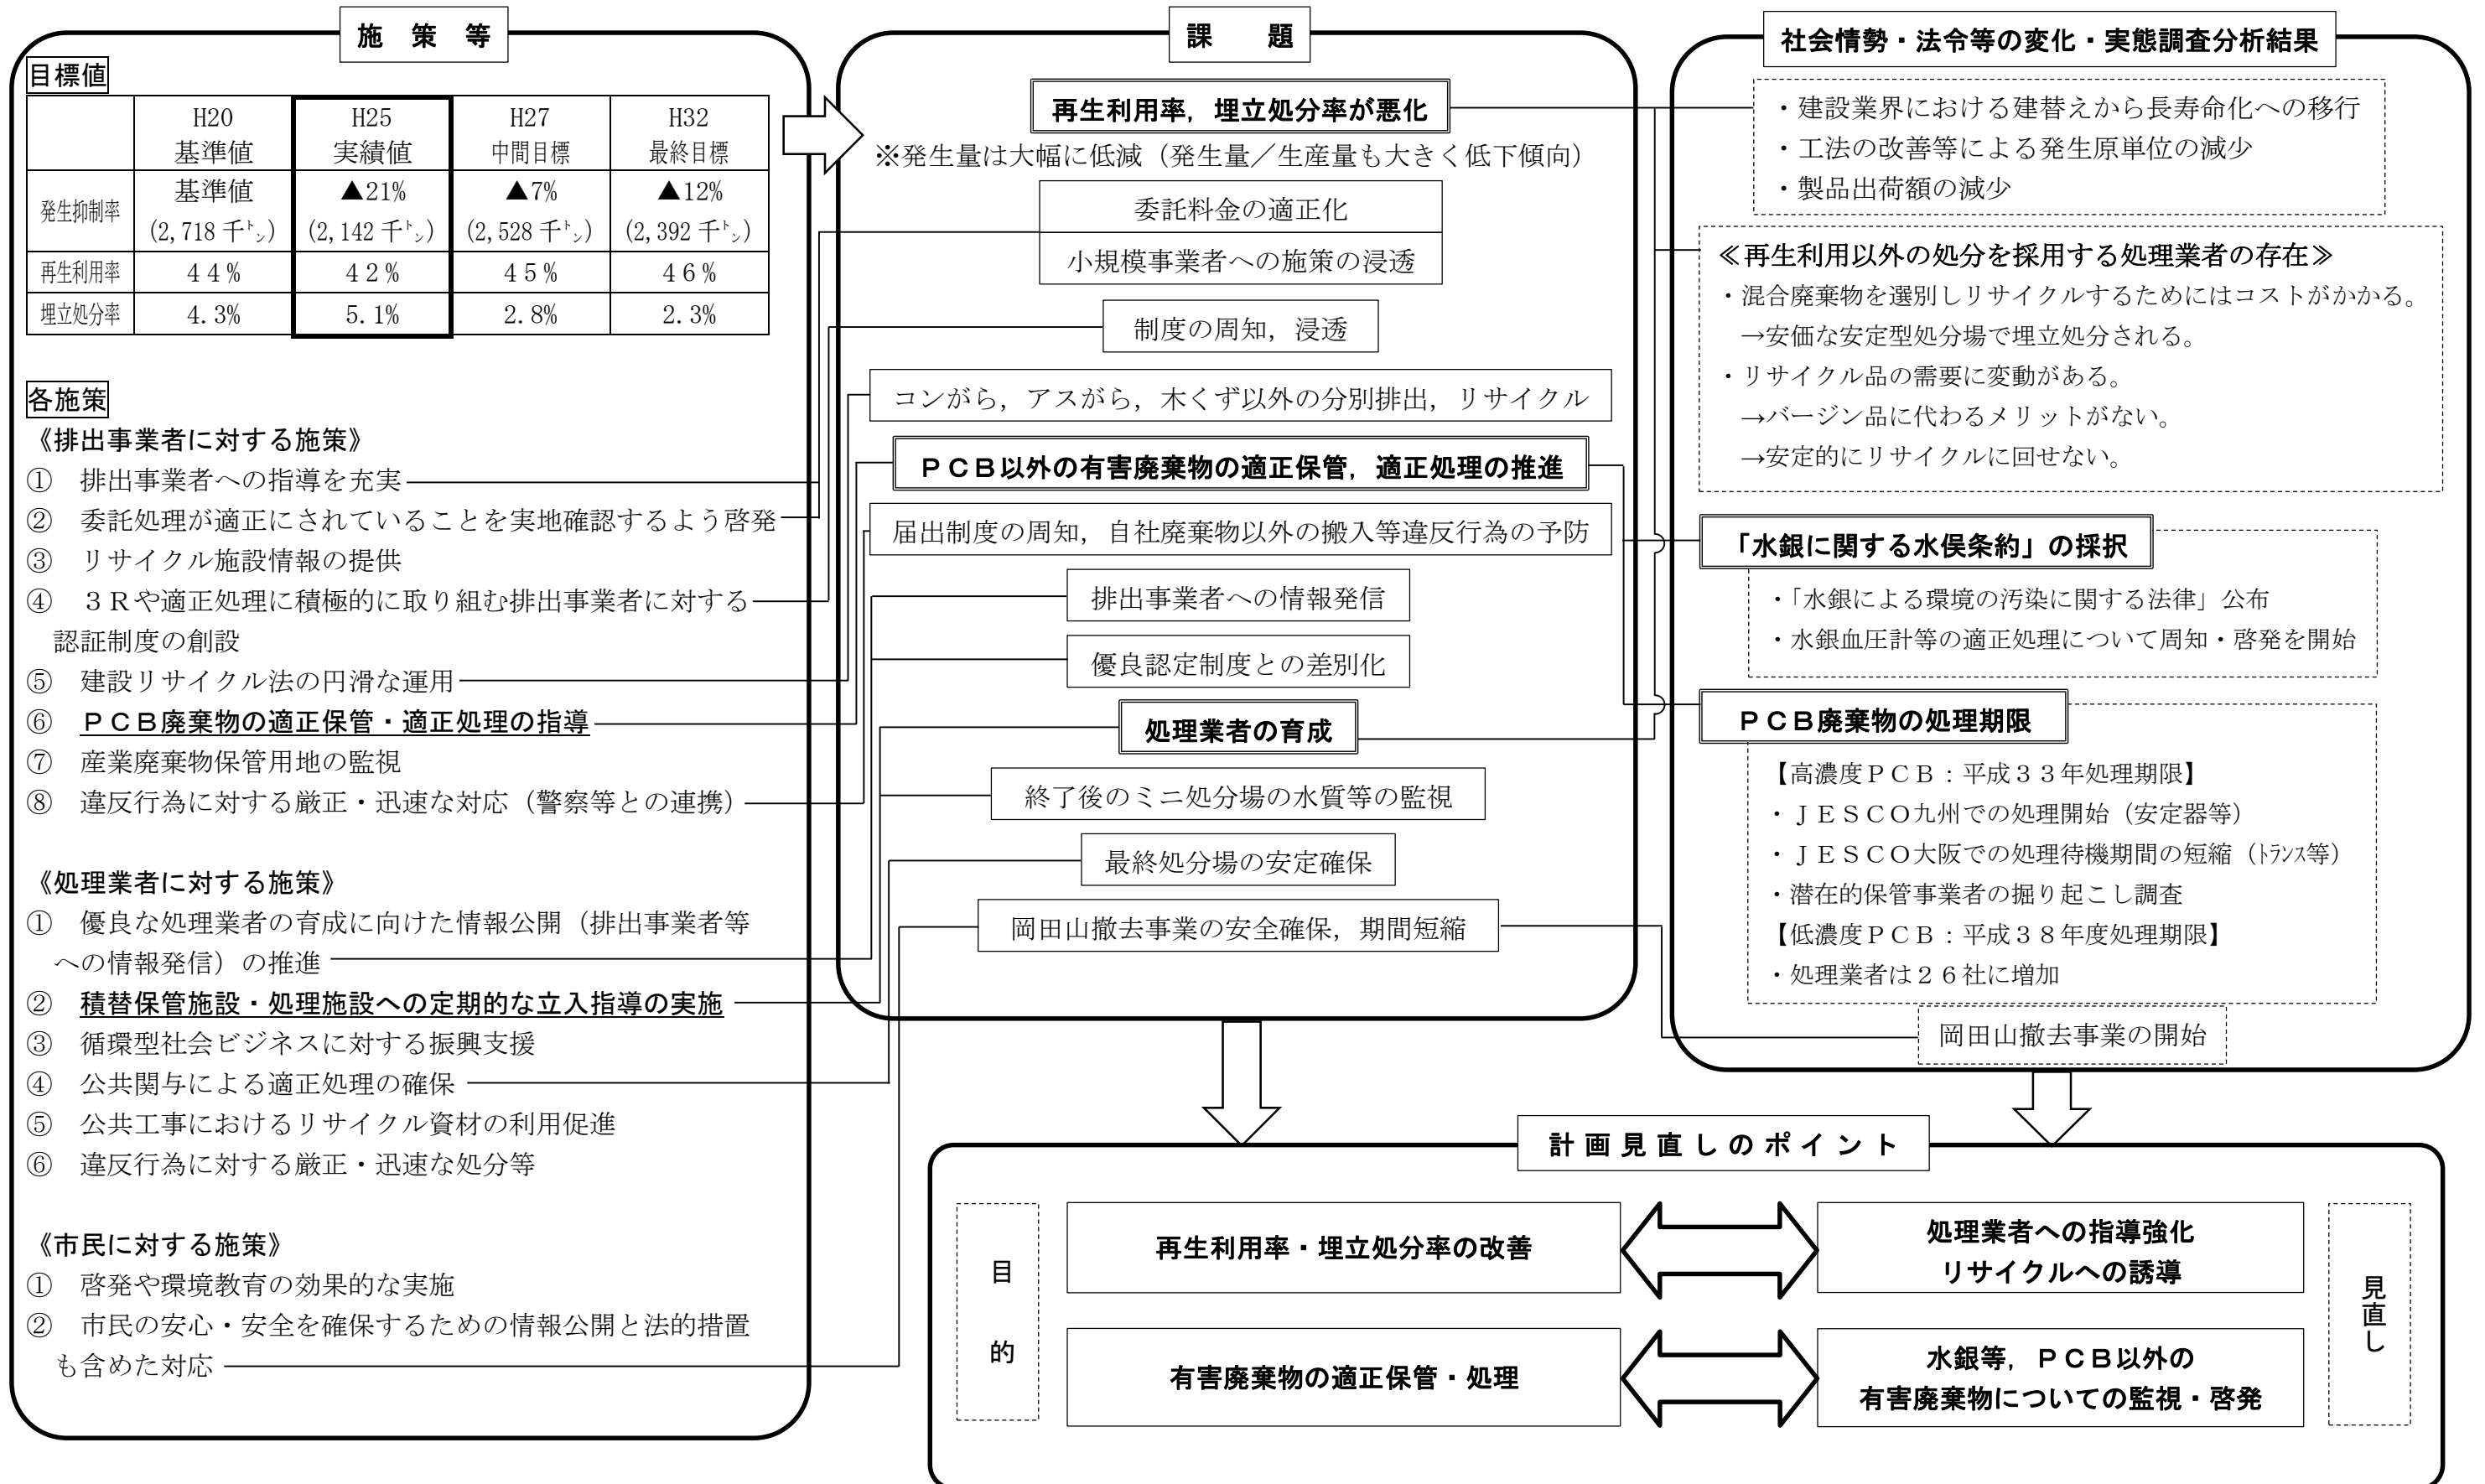 施　策　等
目標値
H20
基準値
H25
実績値
H27
中間目標
H32
最終目標
発生抑制率
基準値
(2,718 千㌧)
▲21%
(2,142 千㌧)
▲7%
(2,528 千㌧)
▲12%
(2,392 千㌧)
再生利用率
４４%
４２%
４５%
４６%
埋立処分率
4.3%
5.1%
2.8%
2.3%
各施策
《排出事業者に対する施策》
①　排出事業者への指導を充実
②　委託処理が適正にされていることを実地確認するよう啓発
③　リサイクル施設情報の提供
④　３Ｒや適正処理に積極的に取り組む排出事業者に対する
認証制度の創設
⑤　建設リサイクル法の円滑な運用
⑥　ＰＣＢ廃棄物の適正保管・適正処理の指導
⑦　産業廃棄物保管用地の監視
⑧　違反行為に対する厳正・迅速な対応（警察等との連携）
《処理業者に対する施策》
①　優良な処理業者の育成に向けた情報公開（排出事業者等
への情報発信）の推進
②　積替保管施設・処理施設への定期的な立入指導の実施
③　循環型社会ビジネスに対する振興支援
④　公共関与による適正処理の確保
⑤　公共工事におけるリサイクル資材の利用促進
⑥　違反行為に対する厳正・迅速な処分等
《市民に対する施策》
①　啓発や環境教育の効果的な実施
②　市民の安心・安全を確保するための情報公開と法的措置
も含めた対応
課　　題
再生利用率，埋立処分率が悪化
※発生量は大幅に低減（発生量／生産量も大きく低下傾向）
委託料金の適正化
小規模事業者への施策の浸透
制度の周知，浸透
コンがら，アスがら，木くず以外の分別排出，リサイクル
ＰＣＢ以外の有害廃棄物の適正保管，適正処理の推進
届出制度の周知，自社廃棄物以外の搬入等違反行為の予防
排出事業者への情報発信
優良認定制度との差別化
処理業者の育成
終了後のミニ処分場の水質等の監視
最終処分場の安定確保
岡田山撤去事業の安全確保，期間短縮
社会情勢・法令等の変化・実態調査分析結果
・建設業界における建替えから長寿命化への移行
・工法の改善等による発生原単位の減少
・製品出荷額の減少
≪再生利用以外の処分を採用する処理業者の存在≫
・混合廃棄物を選別しリサイクルするためにはコストがかかる。
→安価な安定型処分場で埋立処分される。
・リサイクル品の需要に変動がある。
→バージン品に代わるメリットがない。
→安定的にリサイクルに回せない。
「水銀に関する水俣条約」の採択
・「水銀による環境の汚染に関する法律」公布
・水銀血圧計等の適正処理について周知・啓発を開始
ＰＣＢ廃棄物の処理期限
【高濃度ＰＣＢ：平成３３年処理期限】
・ＪＥＳＣＯ九州での処理開始（安定器等）
・ＪＥＳＣＯ大阪での処理待機期間の短縮（ﾄﾗﾝｽ等）
・潜在的保管事業者の掘り起こし調査
【低濃度ＰＣＢ：平成３８年度処理期限】
・処理業者は２６社に増加
岡田山撤去事業の開始
計画見直しのポイント
目的
再生利用率・埋立処分率の改善
処理業者への指導強化
リサイクルへの誘導
有害廃棄物の適正保管・処理
水銀等，ＰＣＢ以外の
有害廃棄物についての監視・啓発
見直し